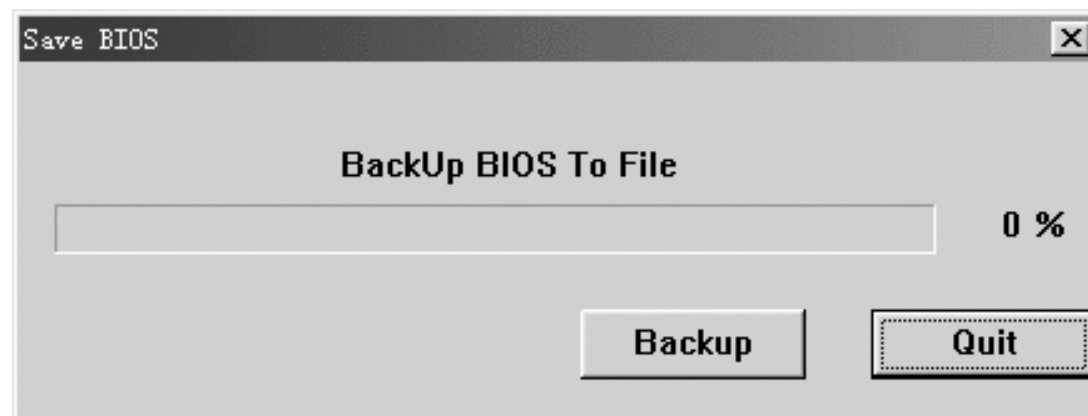 Save BIOS
BackUp BIOS To File
0 %
Backup
Quit